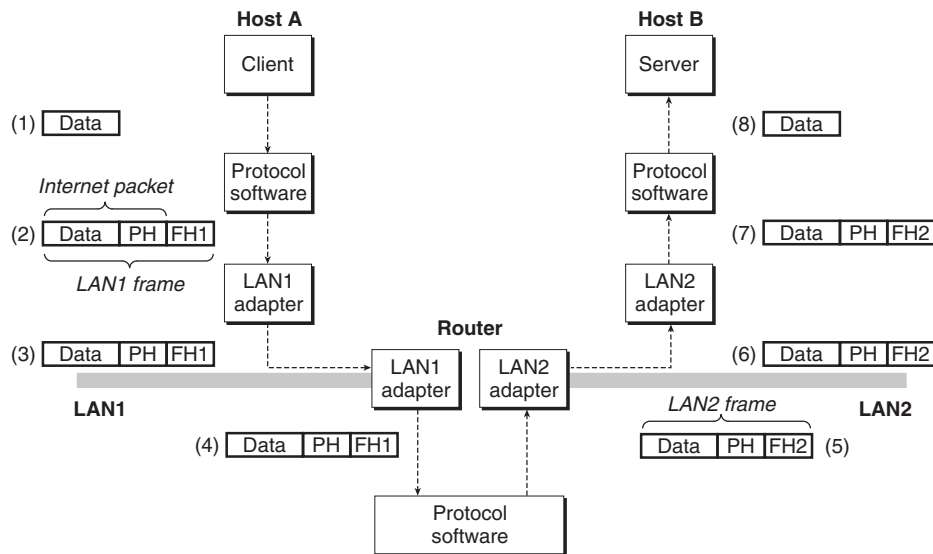 Host A
Host B
Client
Server
(1) Data
(8) Data
Protocol
software
Protocol
software
Internet packet
(2) Data PH FH1
LAN1 frame
(7) Data PH FH2
LAN1
adapter
LAN2
adapter
Router
(3) Data PH FH1
LAN1
adapter
LAN2
adapter
(6) Data PH FH2
LAN1
LAN2
LAN2 frame
(4) Data PH FH1
Data PH FH2 (5)
Protocol
software